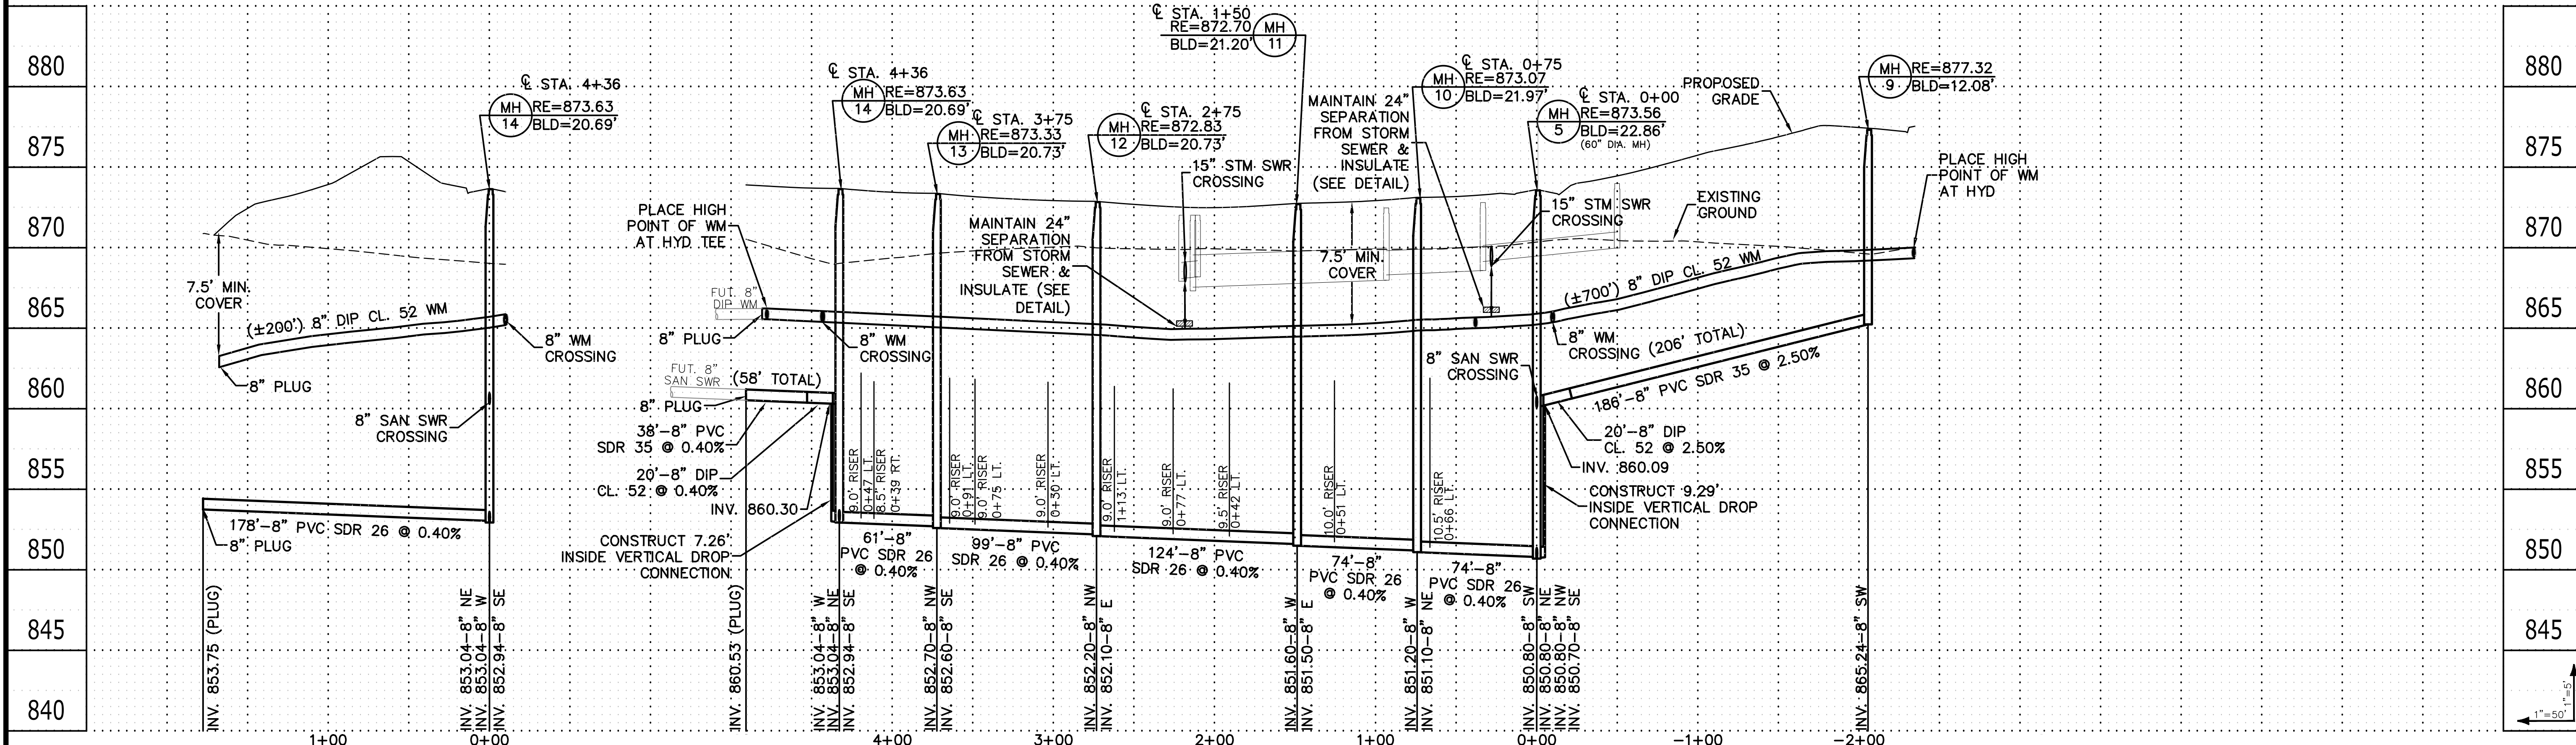 880
875
870
865
860
855
850
845
840
℄ STA. 4+36
MH 14
RE=873.63
BLD=20.69'
7.5' MIN.
COVER
(±200') 8" DIP CL. 52 WM
8" PLUG
8" WM
CROSSING
8" SAN SWR
CROSSING
178'-8" PVC SDR 26 @ 0.40%
8" PLUG
INV. 853.75 (PLUG)
INV. 853.04-8" NE
INV. 853.04-8" W
INV. 852.94-8" SE
1+00
0+00
℄ STA. 4+36
MH 14
RE=873.63
BLD=20.69'
℄ STA. 3+75
MH 13
RE=873.33
BLD=20.73'
℄ STA. 2+75
MH 12
RE=872.83
BLD=20.73'
℄ STA. 1+50
RE=872.70
BLD=21.20'
MH 11
℄ STA. 0+75
MH 10
RE=873.07
BLD=21.97'
℄ STA. 0+00
MH 5
RE=873.56
BLD=22.86'
(60" DIA. MH)
MH 9
RE=877.32
BLD=12.08'
PROPOSED
GRADE
EXISTING
GROUND
PLACE HIGH
POINT OF WM
AT HYD
PLACE HIGH
POINT OF WM
AT HYD TEE
FUT. 8"
DIP WM
8" PLUG
8" WM
CROSSING
MAINTAIN 24"
SEPARATION
FROM STORM
SEWER &
INSULATE (SEE
DETAIL)
15" STM SWR
CROSSING
MAINTAIN 24"
SEPARATION
FROM STORM
SEWER &
INSULATE
(SEE DETAIL)
7.5' MIN.
COVER
15" STM SWR
CROSSING
(±700') 8" DIP CL. 52 WM
8" WM
CROSSING
8" SAN SWR
CROSSING
(206' TOTAL)
186'-8" PVC SDR 35 @ 2.50%
20'-8" DIP
CL. 52 @ 2.50%
INV. 860.09
CONSTRUCT 9.29'
INSIDE VERTICAL DROP
CONNECTION
FUT. 8"
SAN SWR
(58' TOTAL)
8" PLUG
38'-8" PVC
SDR 35 @ 0.40%
20'-8" DIP
CL. 52 @ 0.40%
INV. 860.30
CONSTRUCT 7.26'
INSIDE VERTICAL DROP
CONNECTION
9.0' RISER
0+47 LT.
8.5' RISER
0+39 RT.
9.0' RISER
0+91 LT.
9.0' RISER
0+75 LT.
9.0' RISER
0+30 LT.
9.0' RISER
1+13 LT.
9.0' RISER
0+77 LT.
9.5' RISER
0+42 LT.
10.0' RISER
0+51 LT.
10.5' RISER
0+66 LT.
61'-8"
PVC SDR 26
@ 0.40%
99'-8" PVC
SDR 26 @ 0.40%
124'-8" PVC
SDR 26 @ 0.40%
74'-8"
PVC SDR 26
@ 0.40%
74'-8"
PVC SDR 26
@ 0.40%
INV. 860.53 (PLUG)
INV. 853.04-8" W
INV. 853.04-8" NE
INV. 852.94-8" SE
INV. 852.70-8" NW
INV. 852.60-8" SE
INV. 852.20-8" NW
INV. 852.10-8" E
INV. 851.60-8" W
INV. 851.50-8" E
INV. 851.20-8" W
INV. 851.10-8" NE
INV. 850.80-8" SW
INV. 850.80-8" NE
INV. 850.80-8" NW
INV. 850.70-8" SE
INV. 865.24-8" SW
4+00
3+00
2+00
1+00
0+00
-1+00
-2+00
880
875
870
865
860
855
850
845
840
1"=5'
1"=50'